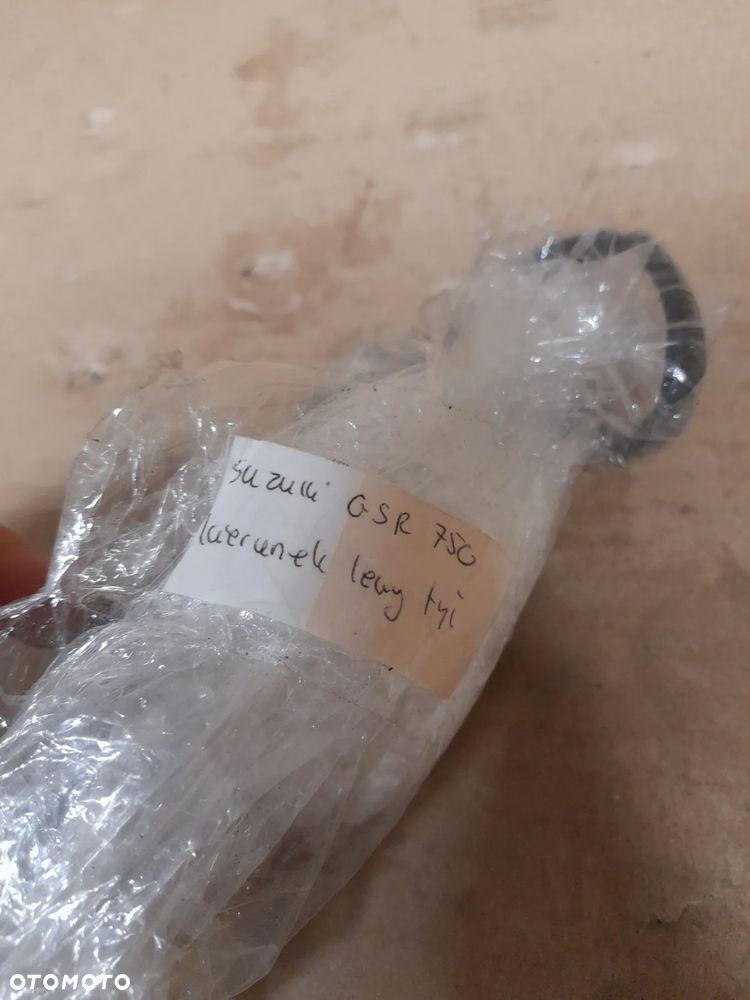 Suzuki GSR 750
kierunek lewy tył
OTOMOTO